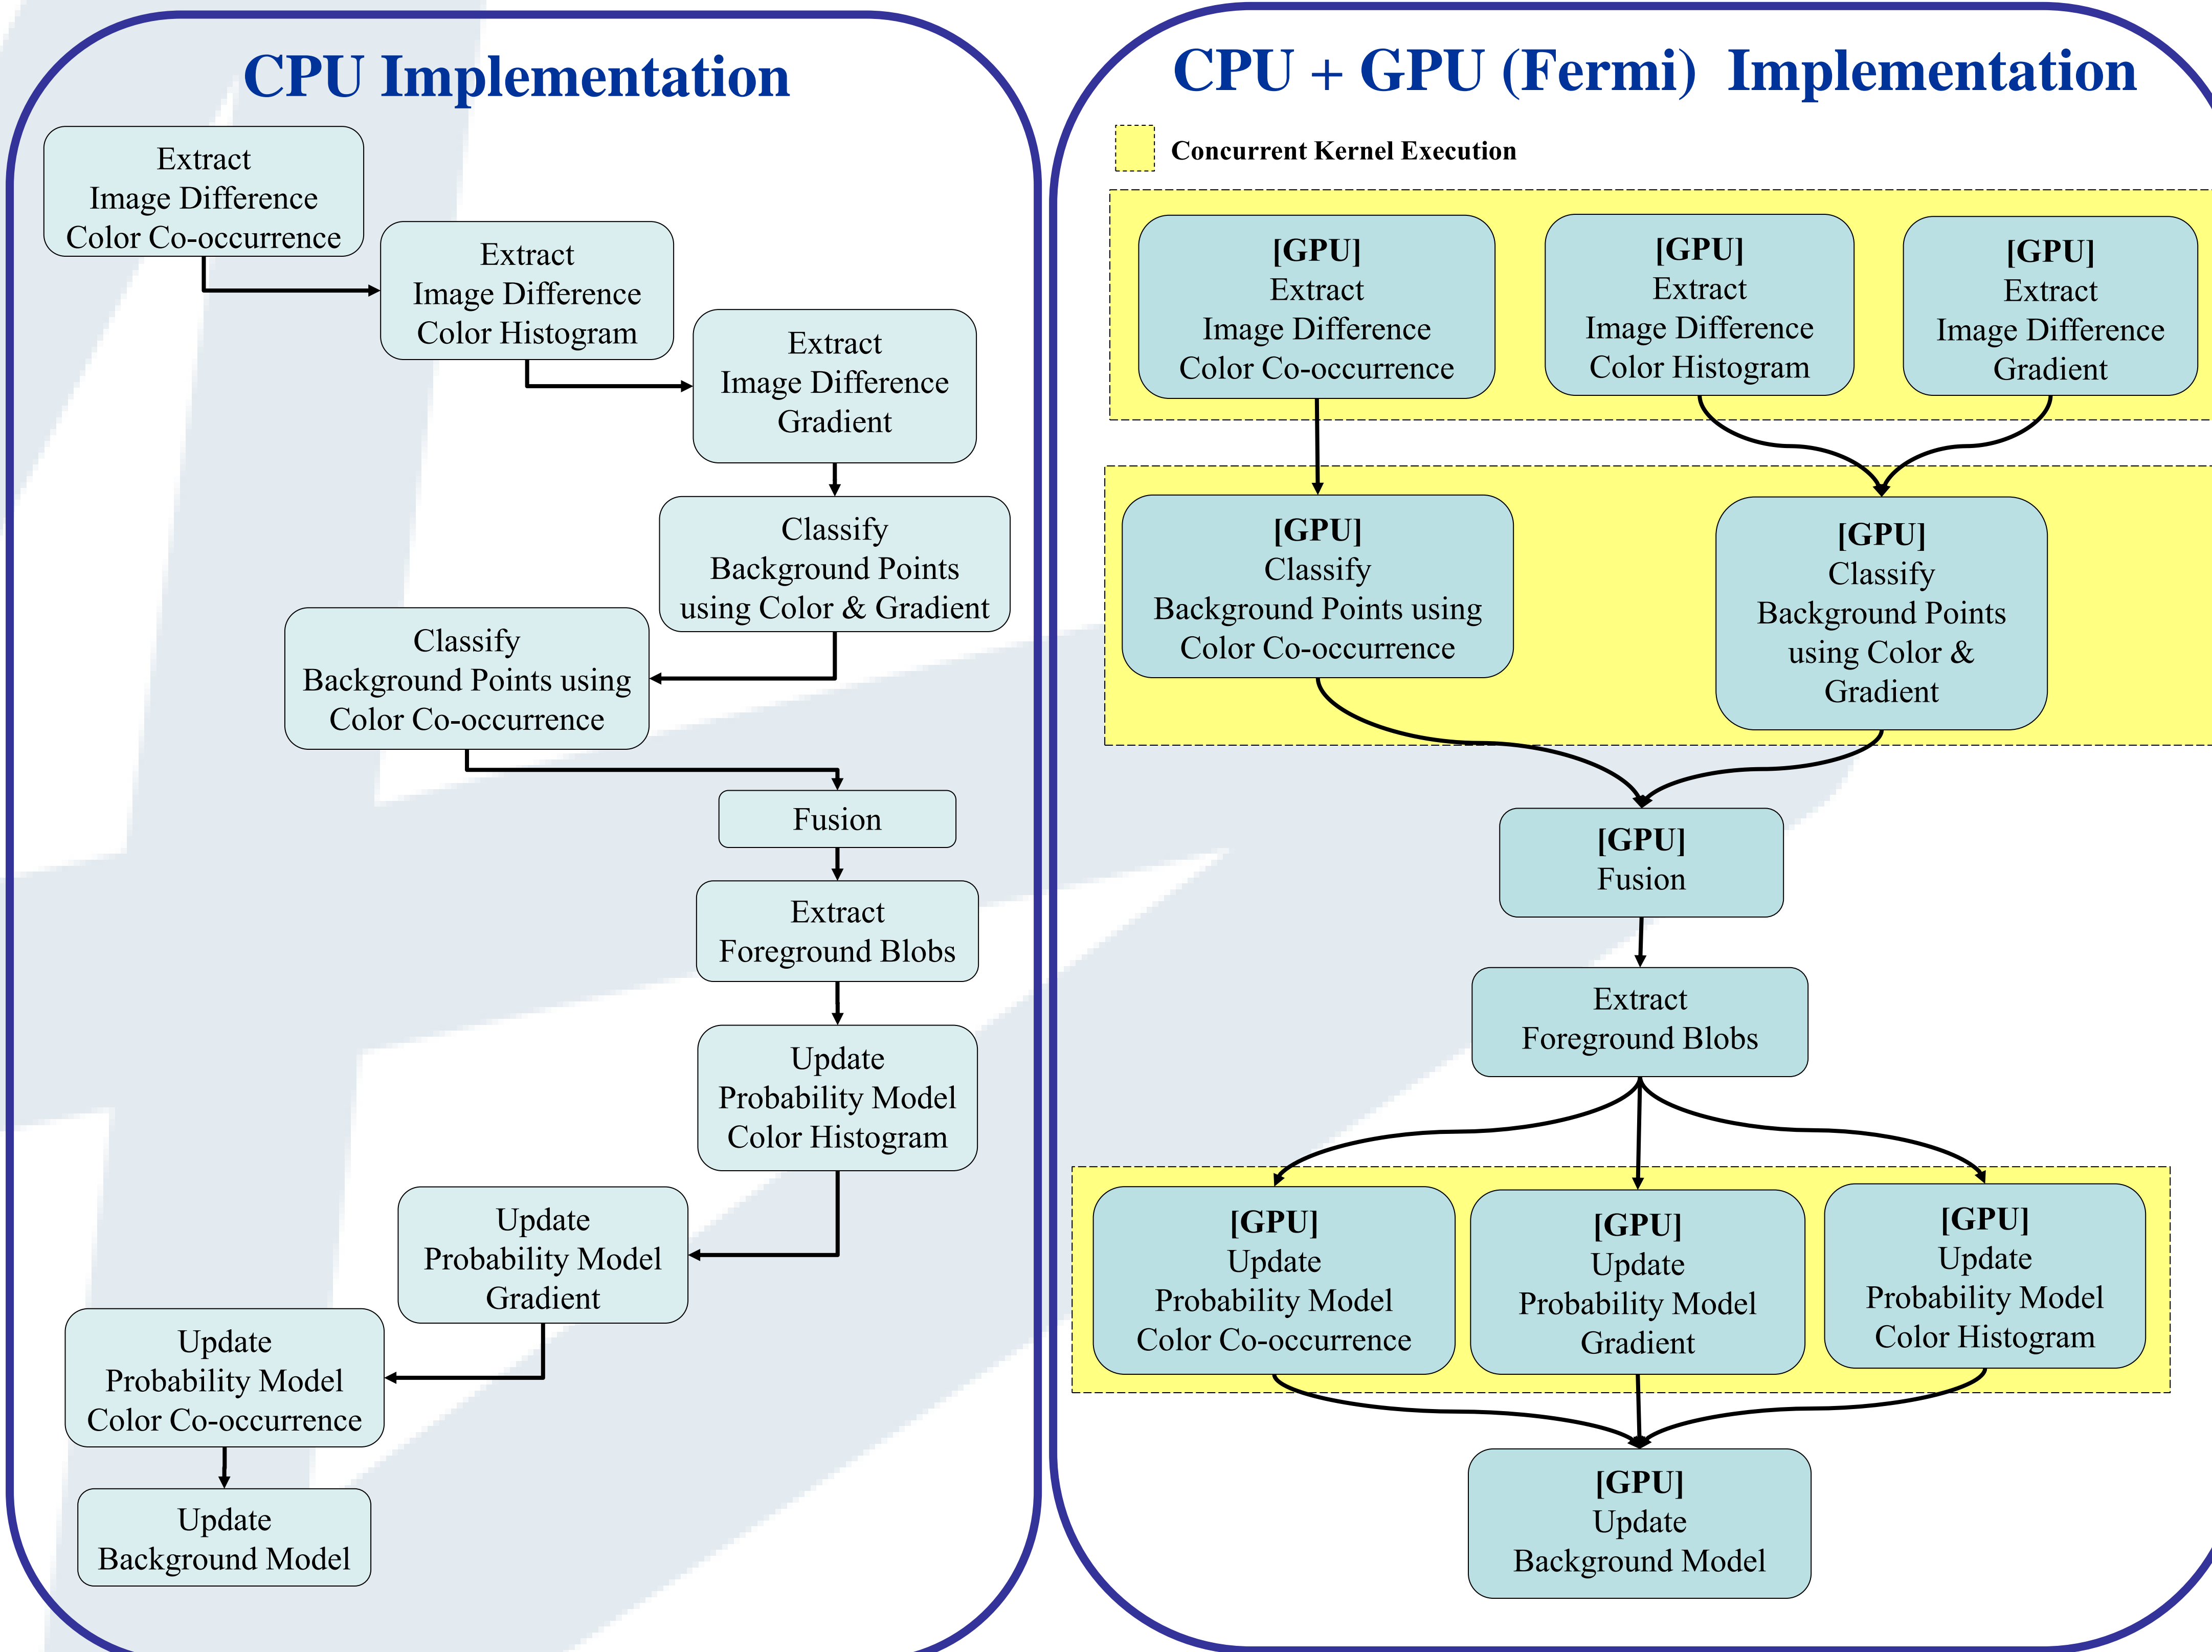 CPU Implementation
Extract
Image Difference
Color Co-occurrence
Extract
Image Difference
Color Histogram
Extract
Image Difference
Gradient
Classify
Background Points
using Color & Gradient
Classify
Background Points using
Color Co-occurrence
Fusion
Extract
Foreground Blobs
Update
Probability Model
Color Histogram
Update
Probability Model
Gradient
Update
Probability Model
Color Co-occurrence
Update
Background Model
CPU + GPU (Fermi) Implementation
Concurrent Kernel Execution
[GPU]
Extract
Image Difference
Color Co-occurrence
[GPU]
Extract
Image Difference
Color Histogram
[GPU]
Extract
Image Difference
Gradient
[GPU]
Classify
Background Points using
Color Co-occurrence
[GPU]
Classify
Background Points
using Color &
Gradient
[GPU]
Fusion
Extract
Foreground Blobs
[GPU]
Update
Probability Model
Color Co-occurrence
[GPU]
Update
Probability Model
Gradient
[GPU]
Update
Probability Model
Color Histogram
[GPU]
Update
Background Model